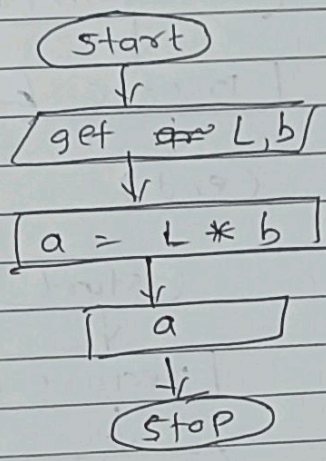 Start
get L, b
a = L * b
a
Stop